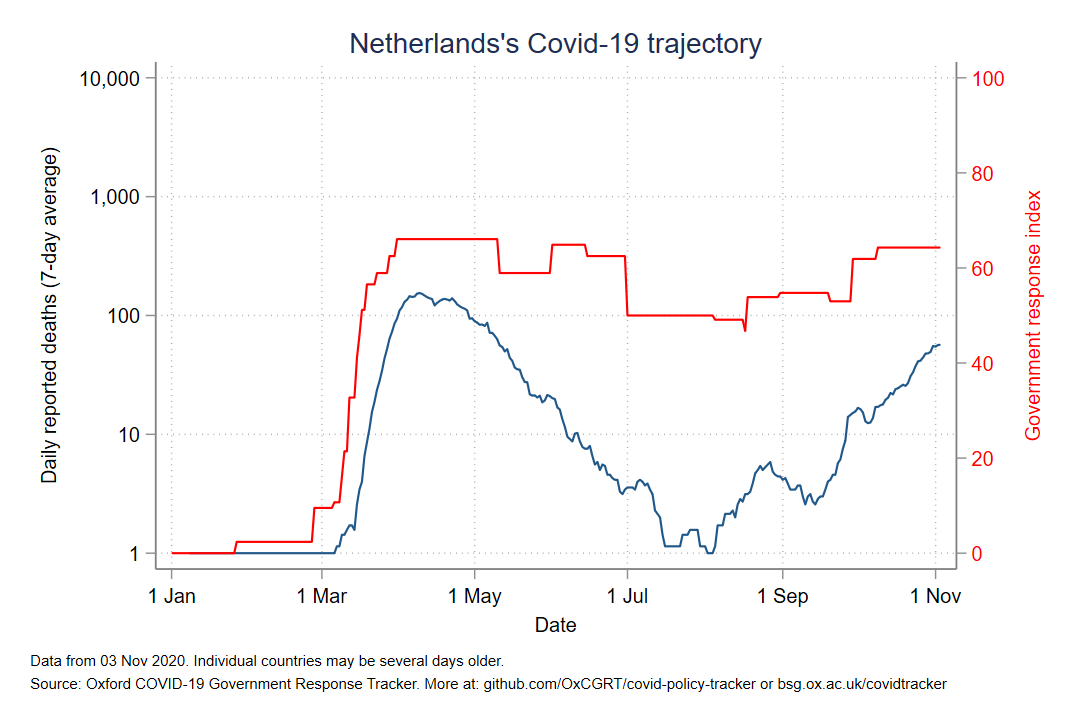 Netherlands's Covid-19 trajectory
10,000
1,000
100
10
1
Daily reported deaths (7-day average)
100
80
60
40
20
0
Government response index
1 Jan
1 Mar
1 May
1 Jul
1 Sep
1 Nov
Date
Data from 03 Nov 2020. Individual countries may be several days older.
Source: Oxford COVID-19 Government Response Tracker. More at: github.com/OxCGRT/covid-policy-tracker or bsg.ox.ac.uk/covidtracker